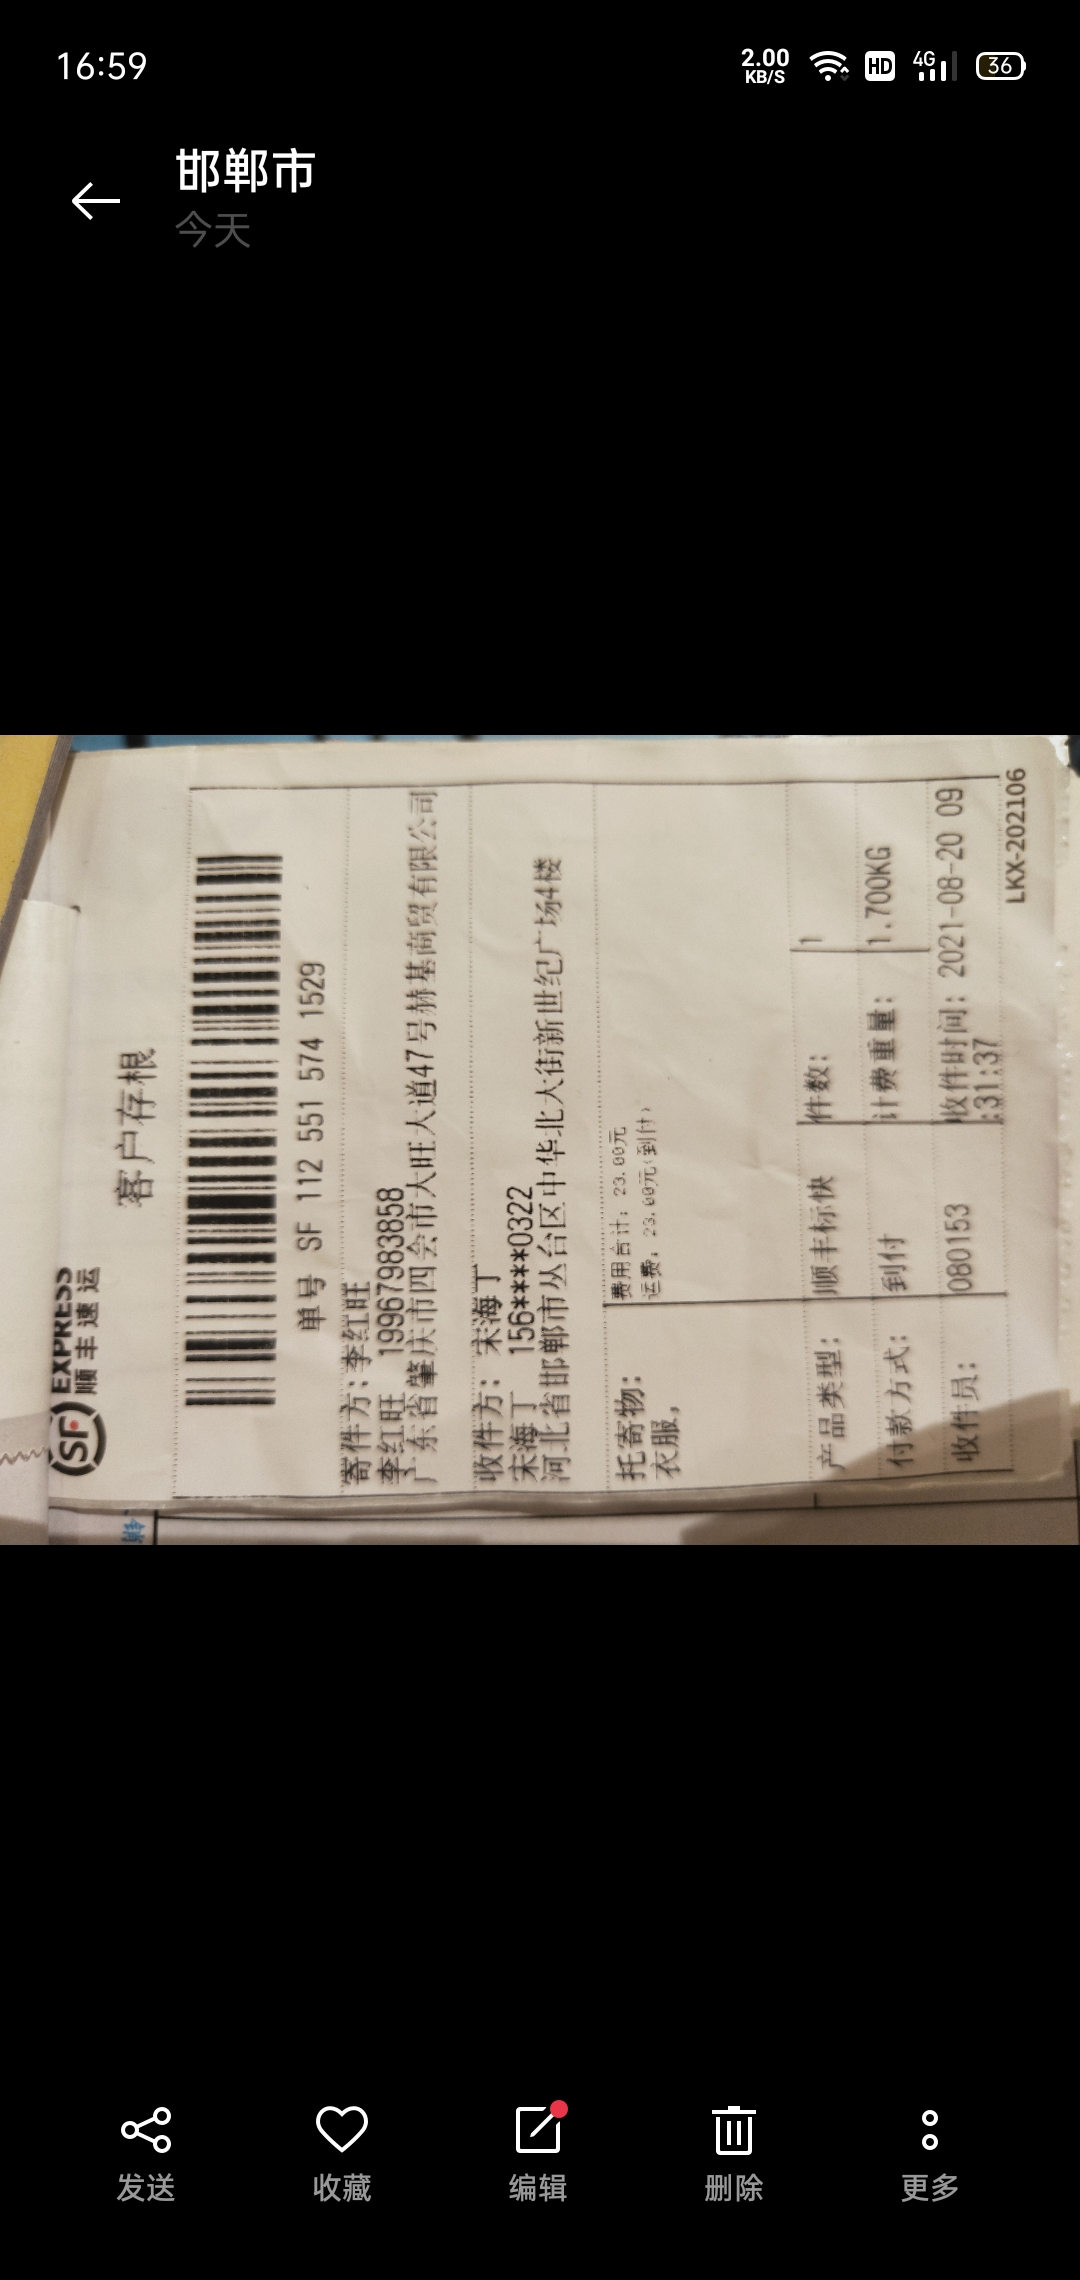 16:59
2.00
KB/S
HD
4G
36
邯郸市
今天
SF EXPRESS
顺丰速运
客户存根
单号 SF 112 551 574 1529
寄件方：李红旺
李红旺 19967983858
广东省肇庆市四会市大旺大道47号赫基商贸有限公司
收件方： 宋海丁
宋海丁 156****0322
河北省邯郸市丛台区中华北大街新世纪广场4楼
托寄物：
衣服，
费用合计：23.00元
运费：23.00元(到付)
产品类型： 顺丰标快 件数： 1
付款方式： 到付 计费重量： 1.700KG
收件员： 080153 收件时间：2021-08-20 09
:31:37
LKX-202106
发送
收藏
编辑
删除
更多